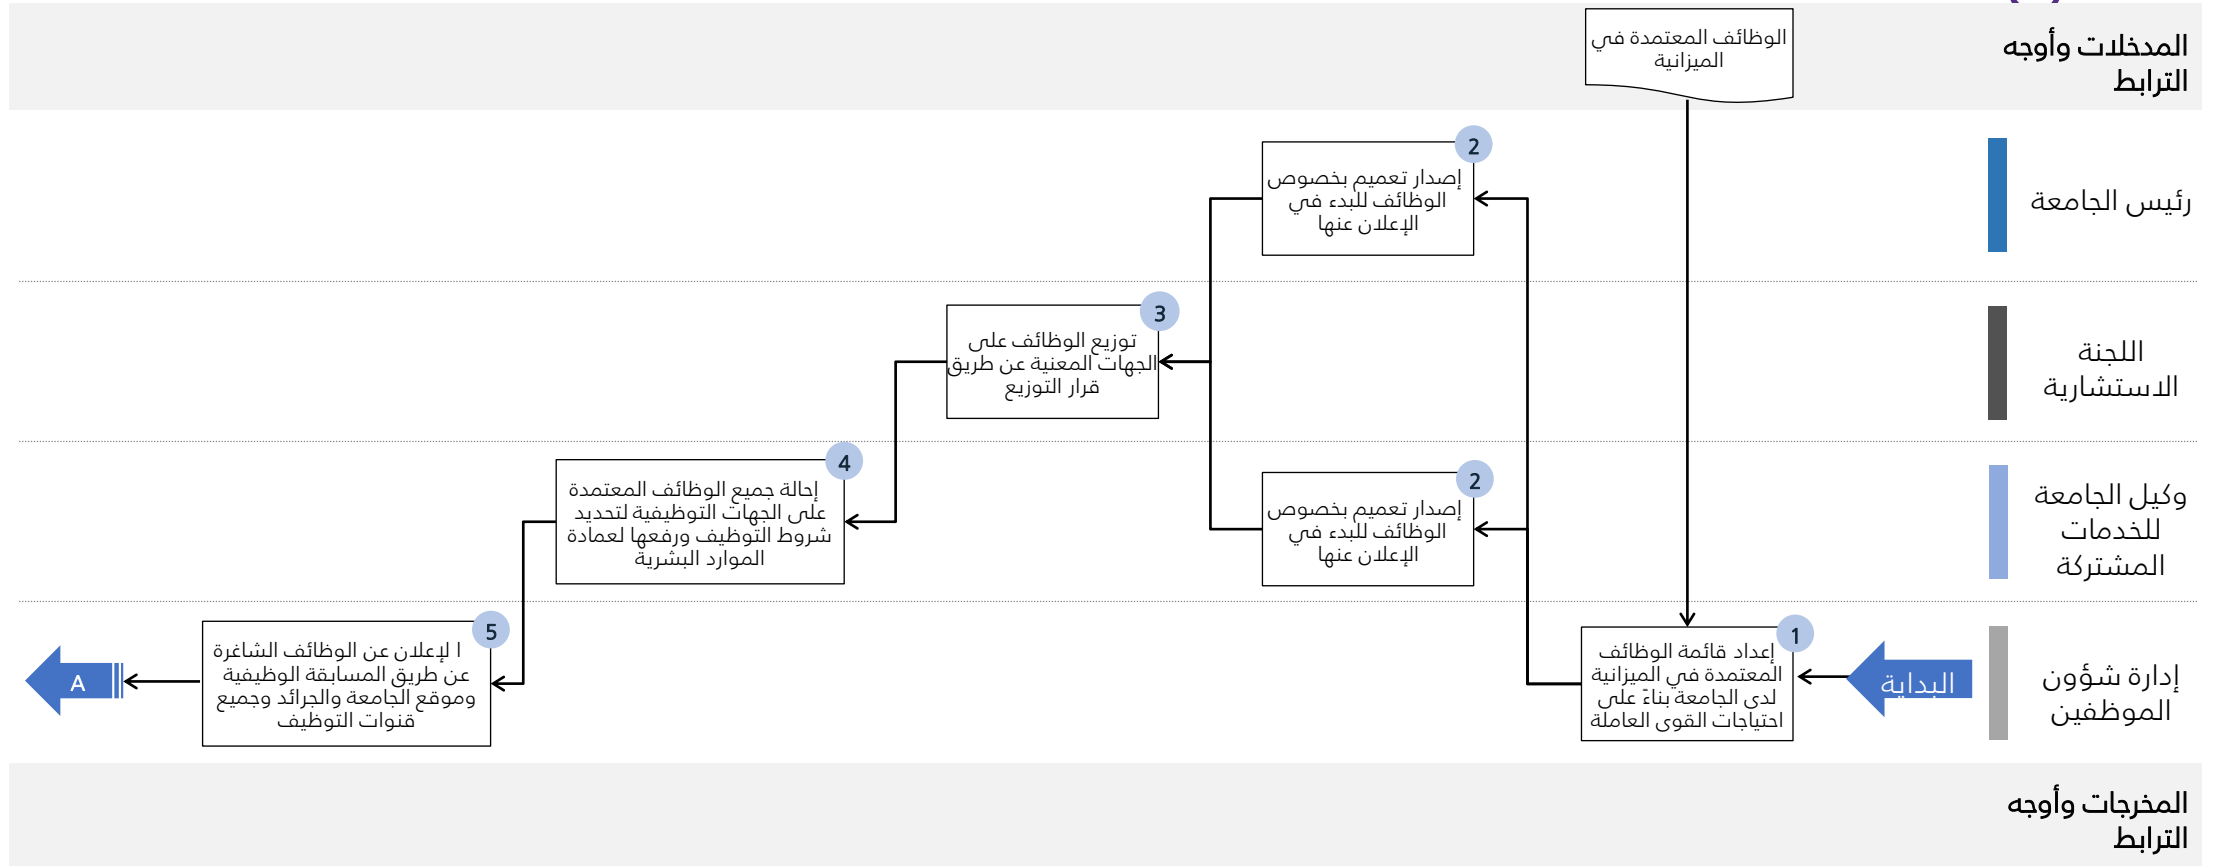 المدخلات وأوجه
الترابط
الوظائف المعتمدة في
الميزانية
رئيس الجامعة
2
إصدار تعميم بخصوص
الوظائف للبدء في
الإعلان عنها
اللجنة
الاستشارية
3
توزيع الوظائف على
الجهات المعنية عن طريق
قرار التوزيع
وكيل الجامعة
للخدمات
المشتركة
2
إصدار تعميم بخصوص
الوظائف للبدء في
الإعلان عنها
4
إحالة جميع الوظائف المعتمدة
على الجهات التوظيفية لتحديد
شروط التوظيف ورفعها لعمادة
الموارد البشرية
إدارة شؤون
الموظفين
البداية
1
إعداد قائمة الوظائف
المعتمدة في الميزانية
لدى الجامعة بناءً على
احتياجات القوى العاملة
5
ا لإعلان عن الوظائف الشاغرة
عن طريق المسابقة الوظيفية
وموقع الجامعة والجرائد وجميع
قنوات التوظيف
A
المخرجات وأوجه
الترابط